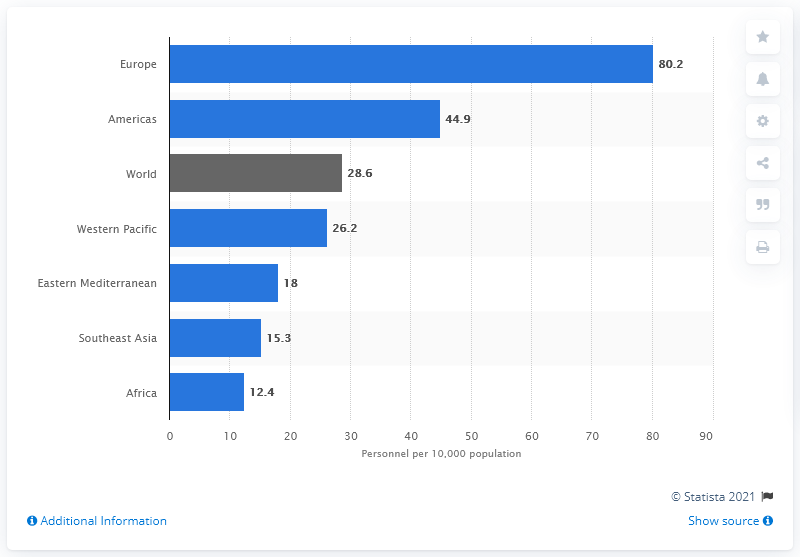 Europe 80.2
Americas 44.9
World 28.6
Western Pacific 26.2
Eastern Mediterranean 18
Southeast Asia 15.3
Africa 12.4
0 10 20 30 40 50 60 70 80 90
Personnel per 10,000 population
© Statista 2021
Additional Information Show source